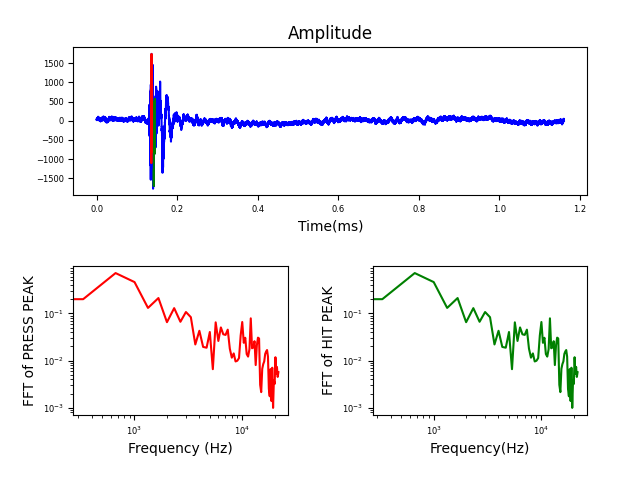 Amplitude
1500
1000
500
0
−500
−1000
−1500
0.0 0.2 0.4 0.6 0.8 1.0 1.2
Time(ms)
FFT of PRESS PEAK
10⁻¹
10⁻²
10⁻³
10³ 10⁴
Frequency (Hz)
FFT of HIT PEAK
10⁻¹
10⁻²
10⁻³
10³ 10⁴
Frequency(Hz)